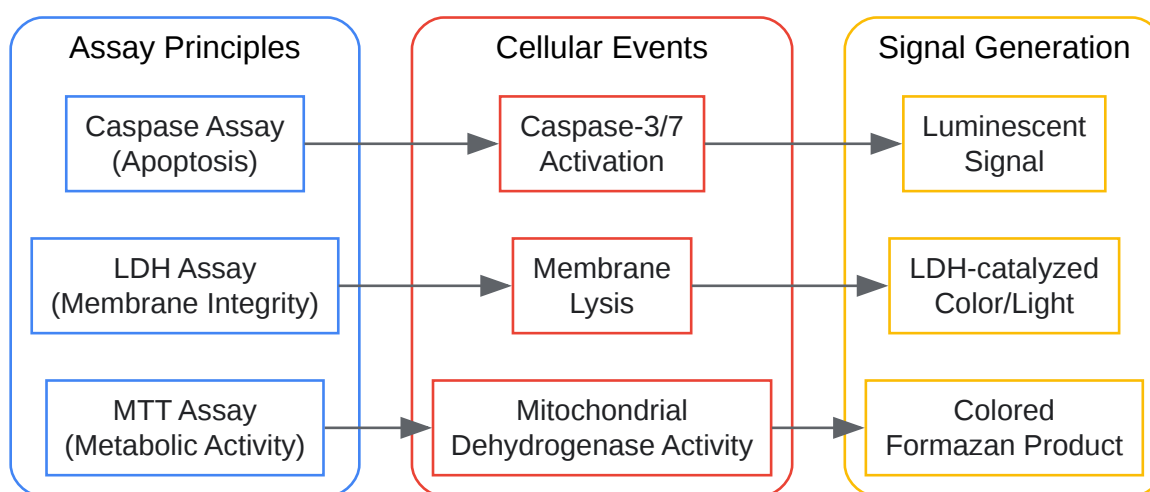 Assay Principles
Cellular Events
Signal Generation
Caspase Assay
(Apoptosis)
Caspase-3/7
Activation
Luminescent
Signal
LDH Assay
(Membrane Integrity)
Membrane
Lysis
LDH-catalyzed
Color/Light
MTT Assay
(Metabolic Activity)
Mitochondrial
Dehydrogenase Activity
Colored
Formazan Product